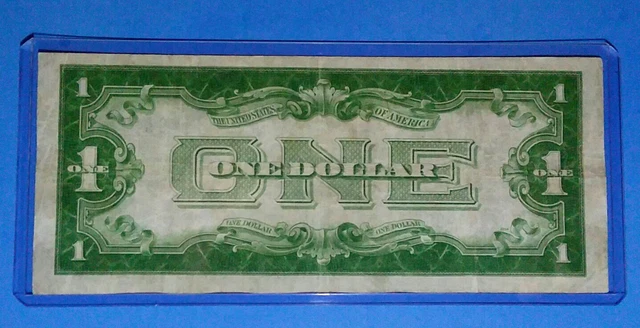 1 1
THE UNITED STATES OF AMERICA
ONE
ONE 1 ONE DOLLAR ONE 1
ONE DOLLAR ONE DOLLAR
1 1